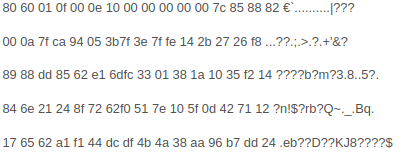 80 60 01 0f 00 0e 10 00 00 00 00 00 7c 85 88 82 €`..........|???
00 0a 7f ca 94 05 3b7f 3e 7f fe 14 2b 27 26 f8 ...??.;.>.?.+'&?
89 88 dd 85 62 e1 6dfc 33 01 38 1a 10 35 f2 14 ????b?m?3.8..5?.
84 6e 21 24 8f 72 62f0 51 7e 10 5f 0d 42 71 12 ?n!$?rb?Q~._.Bq.
17 65 62 a1 f1 44 dc df 4b 4a 38 aa 96 b7 dd 24 .eb??D??KJ8????$